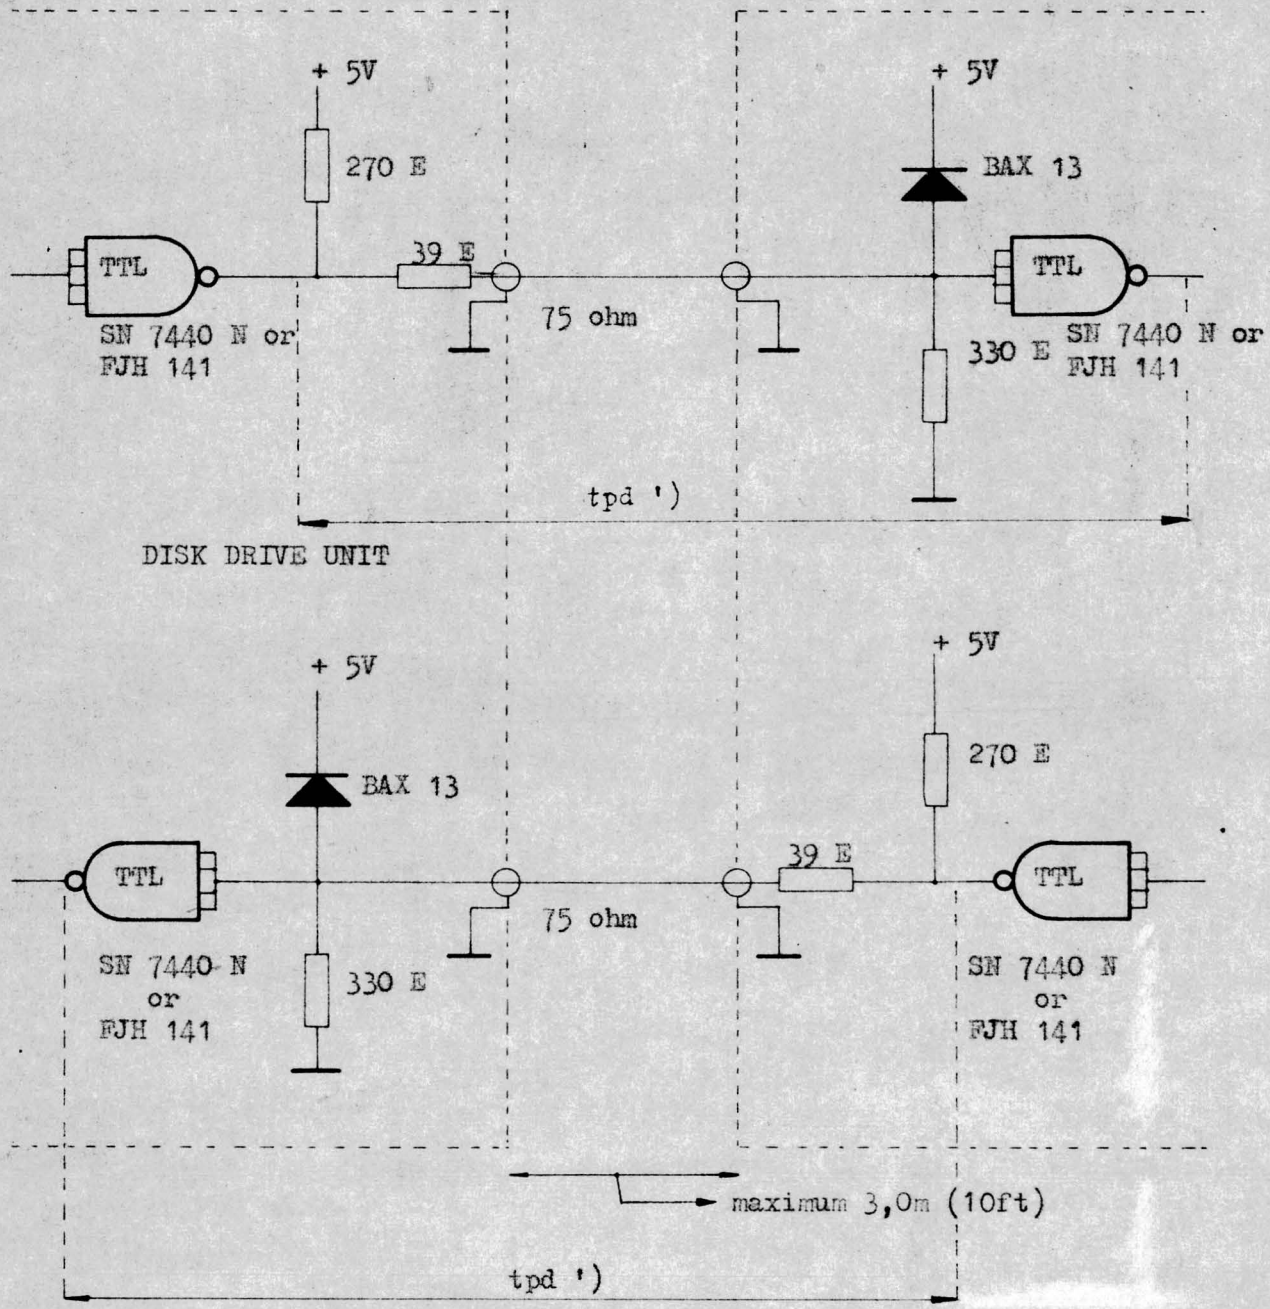 + 5V
+ 5V
270 E
BAX 13
TTL
39 E
TTL
75 ohm
SN 7440 N or
FJH 141
330 E
SN 7440 N or
FJH 141
tpd ')
DISK DRIVE UNIT
+ 5V
+ 5V
BAX 13
270 E
TTL
39 E
TTL
75 ohm
SN 7440 N
or
FJH 141
330 E
SN 7440 N
or
FJH 141
maximum 3,0m (10ft)
tpd ')